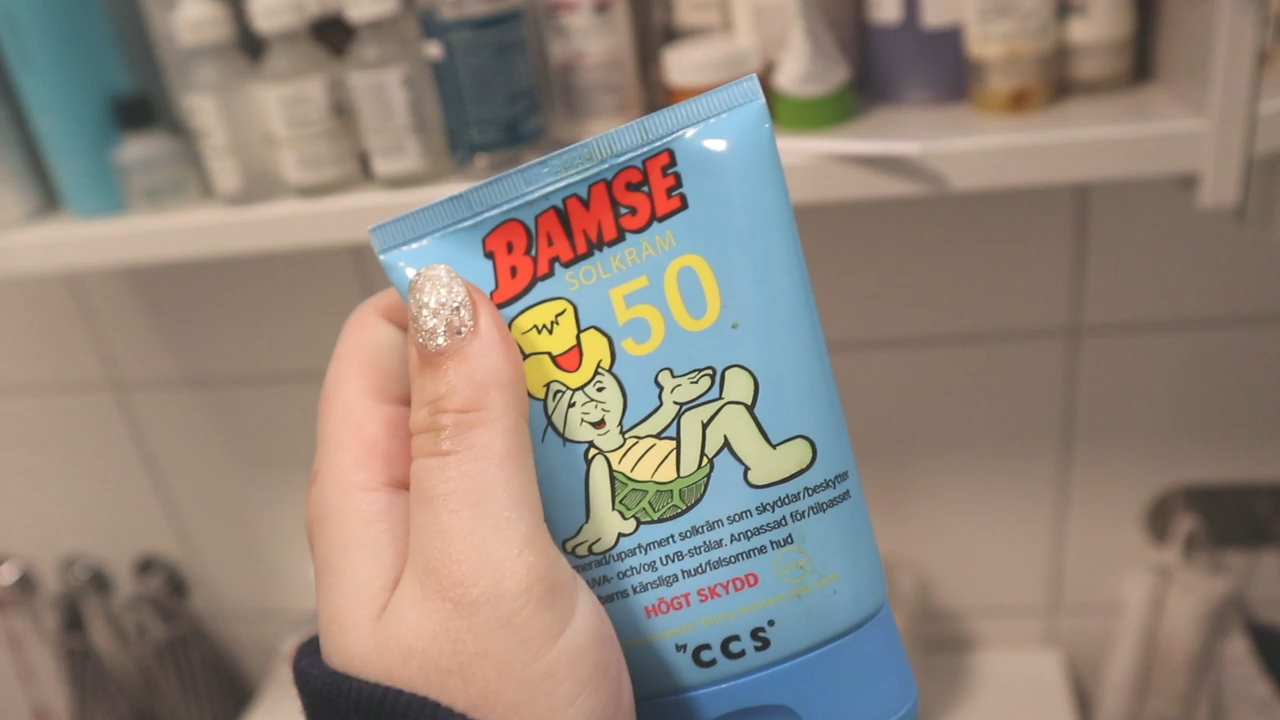 BAMSE
SOLKRÄM
50
merad/uparfymert solkräm som skyddar/beskytter
UVA- och/og UVB-strålar. Anpassad för/tilpasset
barns känsliga hud/følsomme hud
HÖGT SKYDD
by CCS